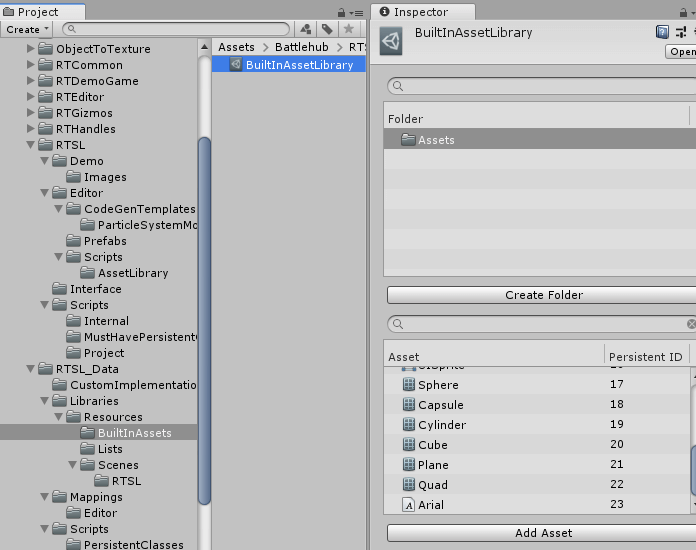 Project
Create
ObjectToTexture
RTCommon
RTDemoGame
RTEditor
RTGizmos
RTHandles
RTSL
Demo
Images
Editor
CodeGenTemplates
ParticleSystemMo
Prefabs
Scripts
AssetLibrary
Interface
Scripts
Internal
MustHavePersistent
Project
RTSL_Data
CustomImplementatio
Libraries
Resources
BuiltInAssets
Lists
Scenes
RTSL
Mappings
Editor
Scripts
PersistentClasses
Assets > Battlehub > RTS
BuiltInAssetLibrary
Inspector
BuiltInAssetLibrary
Open
Folder
Assets
Create Folder
Asset Persistent ID
Sphere 17
Capsule 18
Cylinder 19
Cube 20
Plane 21
Quad 22
Arial 23
Add Asset